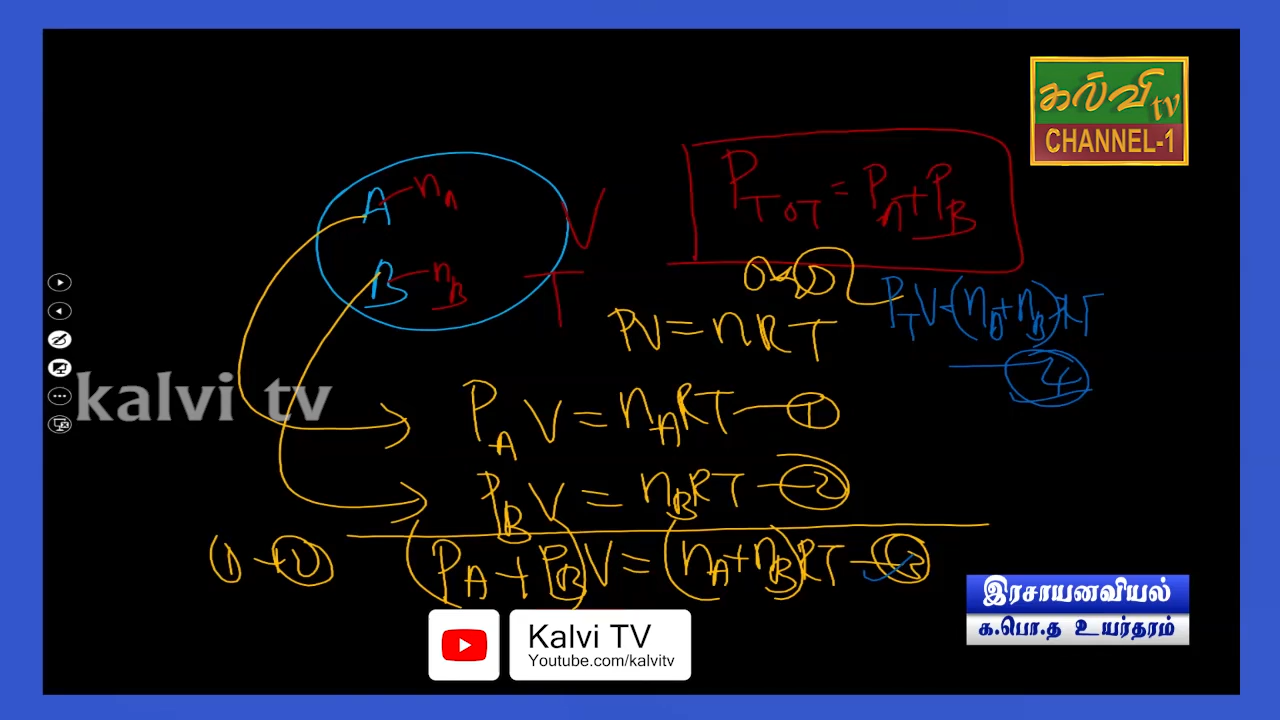 கல்வி tv
CHANNEL-1
A - n_A
V
P_TOT = P_A + P_B
B - n_B
T
PV = nRT
P_T V = (n_A + n_B) RT
4
kalvi tv
P_A V = n_A RT - 1
P_B V = n_B RT - 2
1 + 2 (P_A + P_B) V = (n_A + n_B) RT - 3
இரசாயனவியல்
க.பொ.த உயர்தரம்
Kalvi TV
Youtube.com/kalvitv